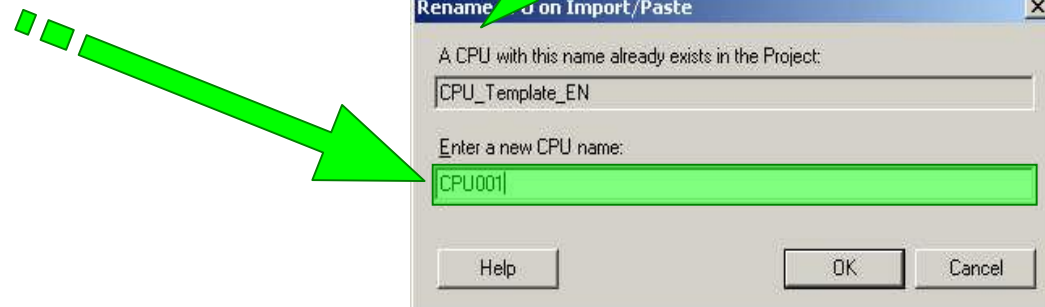 Rename CPU on Import/Paste
A CPU with this name already exists in the Project:
CPU_Template_EN
Enter a new CPU name:
CPU001
Help OK Cancel